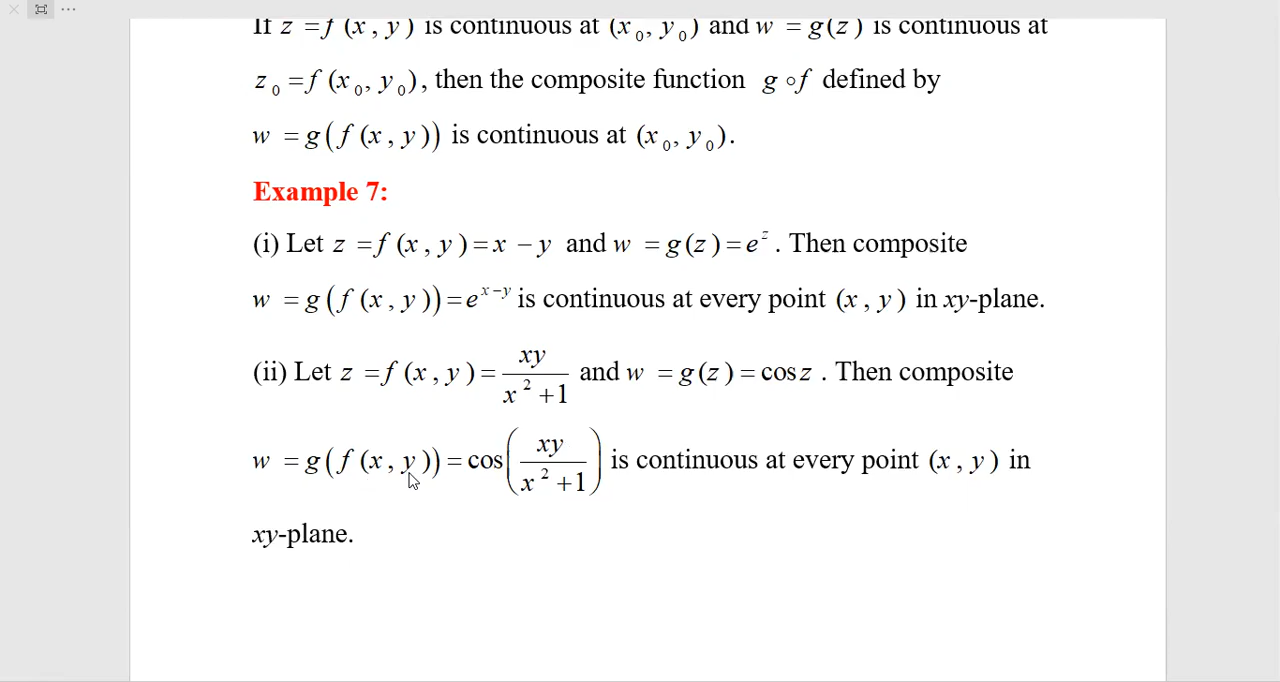 If z = f (x, y) is continuous at (x₀, y₀) and w = g(z) is continuous at
z₀ = f (x₀, y₀), then the composite function g ∘ f defined by
w = g(f (x, y)) is continuous at (x₀, y₀).
Example 7:
(i) Let z = f (x, y) = x − y and w = g(z) = e^z. Then composite
w = g(f (x, y)) = e^(x−y) is continuous at every point (x, y) in xy-plane.
(ii) Let z = f (x, y) = xy/(x² + 1) and w = g(z) = cos z. Then composite
w = g(f (x, y)) = cos(xy/(x² + 1)) is continuous at every point (x, y) in
xy-plane.